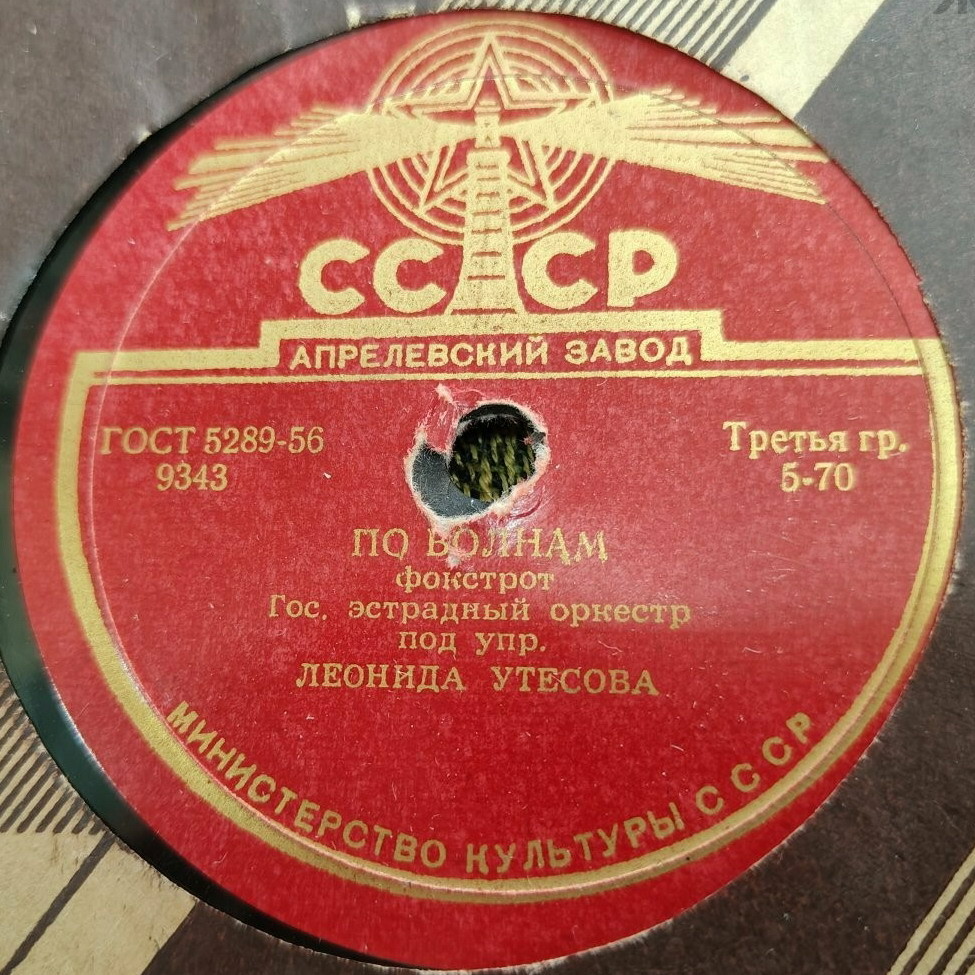 СССР
АПРЕЛЕВСКИЙ ЗАВОД
ГОСТ 5289-56
9343
Третья гр.
5-70
ПО ВОЛНАМ
фокстрот
Гос. эстрадный оркестр
под упр.
ЛЕОНИДА УТЕСОВА
МИНИСТЕРСТВО КУЛЬТУРЫ СССР